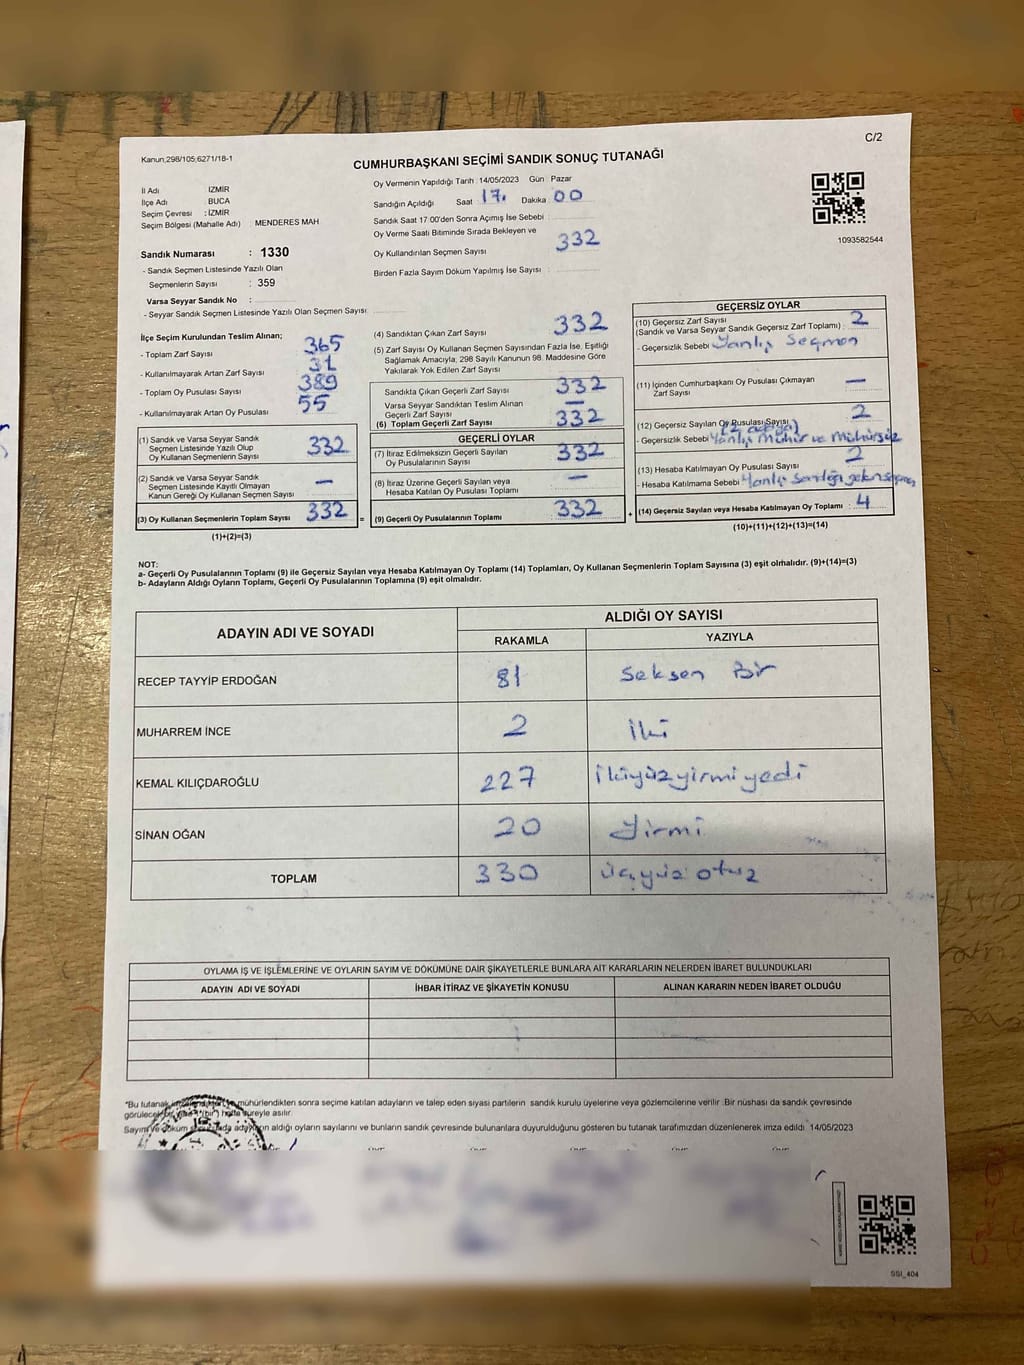 C/2
Kanun,298/105;6271/18-1
CUMHURBAŞKANI SEÇİMİ SANDIK SONUÇ TUTANAĞI
İl Adı İZMİR
İlçe Adı BUCA
Seçim Çevresi : İZMİR
Seçim Bölgesi (Mahalle Adı) MENDERES MAH
Sandık Numarası : 1330
- Sandık Seçmen Listesinde Yazılı Olan
Seçmenlerin Sayısı : 359
Varsa Seyyar Sandık No :
- Seyyar Sandık Seçmen Listesinde Yazılı Olan Seçmen Sayısı
Oy Vermenin Yapıldığı Tarih 14/05/2023 Gün Pazar
Sandığın Açıldığı Saat 17. Dakika 00
Sandık Saat 17 00'den Sonra Açımış İse Sebebi :
Oy Verme Saati Bitiminde Sırada Bekleyen ve
Oy Kullandırılan Seçmen Sayısı 332
Birden Fazla Sayım Döküm Yapılmış İse Sayısı :
1093582544
İlçe Seçim Kurulundan Teslim Alınan;
- Toplam Zarf Sayısı 365
- Kullanılmayarak Artan Zarf Sayısı 31
- Toplam Oy Pusulası Sayısı 389
- Kullanılmayarak Artan Oy Pusulası 55
(1) Sandık ve Varsa Seyyar Sandık
Seçmen Listesinde Yazılı Olup
Oy Kullanan Seçmenlerin Sayısı 332
(2) Sandık ve Varsa Seyyar Sandık
Seçmen Listesinde Kayıtlı Olmayan
Kanun Gereği Oy Kullanan Seçmen Sayısı —
(3) Oy Kullanan Seçmenlerin Toplam Sayısı 332 =
(1)+(2)=(3)
(4) Sandıktan Çıkan Zarf Sayısı 332
(5) Zarf Sayısı Oy Kullanan Seçmen Sayısından Fazla İse, Eşitliği
Sağlamak Amacıyla; 298 Sayılı Kanunun 98. Maddesine Göre
Yakılarak Yok Edilen Zarf Sayısı
Sandıkta Çıkan Geçerli Zarf Sayısı 332
Varsa Seyyar Sandıktan Teslim Alınan
Geçerli Zarf Sayısı —
(6) Toplam Geçerli Zarf Sayısı 332
GEÇERLİ OYLAR
(7) İtiraz Edilmeksizin Geçerli Sayılan
Oy Pusulalarının Sayısı 332
(8) İtiraz Üzerine Geçerli Sayılan veya
Hesaba Katılan Oy Pusulası Toplamı —
(9) Geçerli Oy Pusulalarının Toplamı 332 +
GEÇERSİZ OYLAR
(10) Geçersiz Zarf Sayısı
(Sandık ve Varsa Seyyar Sandık Geçersiz Zarf Toplamı) : 2
- Geçersizlik Sebebi Yanlış Seçmen
(11) İçinden Cumhurbaşkanı Oy Pusulası Çıkmayan
Zarf Sayısı —
(12) Geçersiz Sayılan Oy Pusulası Sayısı 2
- Geçersizlik Sebebi Yanlış Mühür ve Mühürsüz
(13) Hesaba Katılmayan Oy Pusulası Sayısı 2
- Hesaba Katılmama Sebebi Yanlış sandığa gelen seçmen
(14) Geçersiz Sayılan veya Hesaba Katılmayan Oy Toplamı : 4
(10)+(11)+(12)+(13)=(14)
NOT:
a- Geçerli Oy Pusulalarının Toplamı (9) ile Geçersiz Sayılan veya Hesaba Katılmayan Oy Toplamı (14) Toplamları, Oy Kullanan Seçmenlerin Toplam Sayısına (3) eşit olmalıdır. (9)+(14)=(3)
b- Adayların Aldığı Oyların Toplamı, Geçerli Oy Pusulalarının Toplamına (9) eşit olmalıdır.
ADAYIN ADI VE SOYADI ALDIĞI OY SAYISI
RAKAMLA YAZIYLA
RECEP TAYYİP ERDOĞAN 81 Seksen Bir
MUHARREM İNCE 2 İki
KEMAL KILIÇDAROĞLU 227 İkiyüzyirmiyedi
SİNAN OĞAN 20 Yirmi
TOPLAM 330 üçyüz otuz
OYLAMA İŞ VE İŞLEMLERİNE VE OYLARIN SAYIM VE DÖKÜMÜNE DAİR ŞİKAYETLERLE BUNLARA AİT KARARLARIN NELERDEN İBARET BULUNDUKLARI
ADAYIN ADI VE SOYADI İHBAR İTİRAZ VE ŞİKAYETİN KONUSU ALINAN KARARIN NEDEN İBARET OLDUĞU
*Bu tutanak mühürlendikten sonra seçime katılan adayların ve talep eden siyasi partilerin sandık kurulu üyelerine veya gözlemcilerine verilir. Bir nüshası da sandık çevresinde
görülecek (bir) hafta süreyle asılır.
Sayım ve döküm adayların aldığı oyların sayılarını ve bunların sandık çevresinde bulunanlara duyurulduğunu gösteren bu tutanak tarafımızdan düzenlenerek imza edildi 14/05/2023
SSI_404